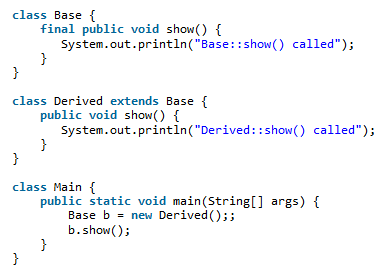 class Base {
    final public void show() {
       System.out.println("Base::show() called");
    }
}
class Derived extends Base {
    public void show() {
       System.out.println("Derived::show() called");
    }
}
class Main {
    public static void main(String[] args) {
        Base b = new Derived();;
        b.show();
    }
}